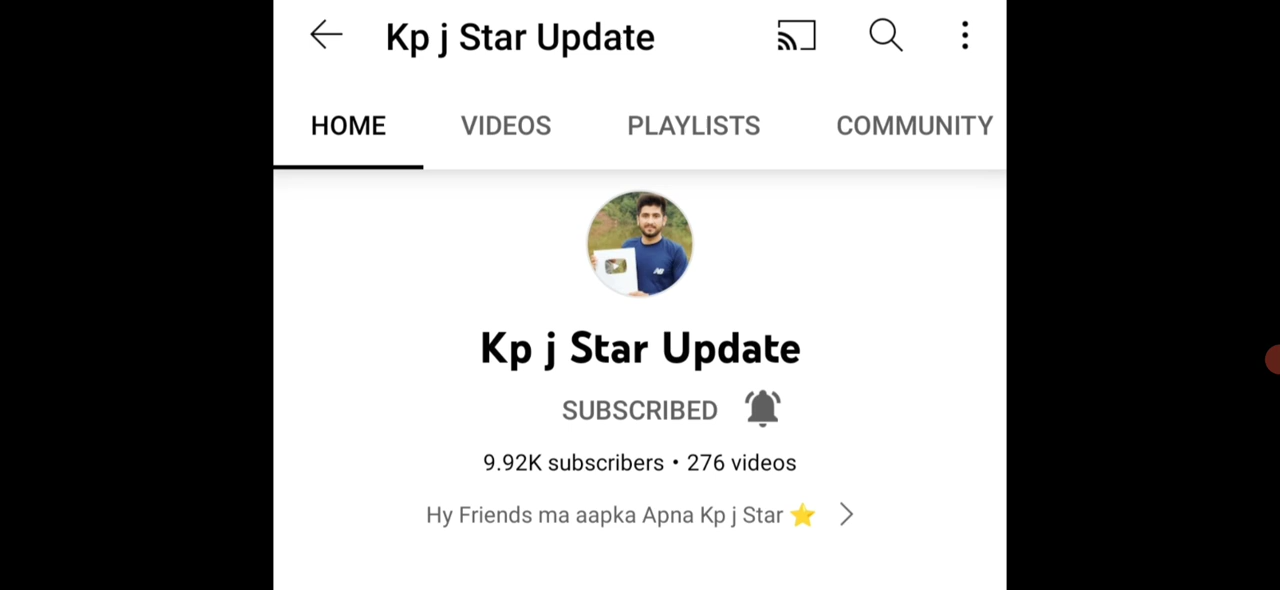 Kp j Star Update
HOME VIDEOS PLAYLISTS COMMUNITY
Kp j Star Update
SUBSCRIBED
9.92K subscribers • 276 videos
Hy Friends ma aapka Apna Kp j Star ⭐